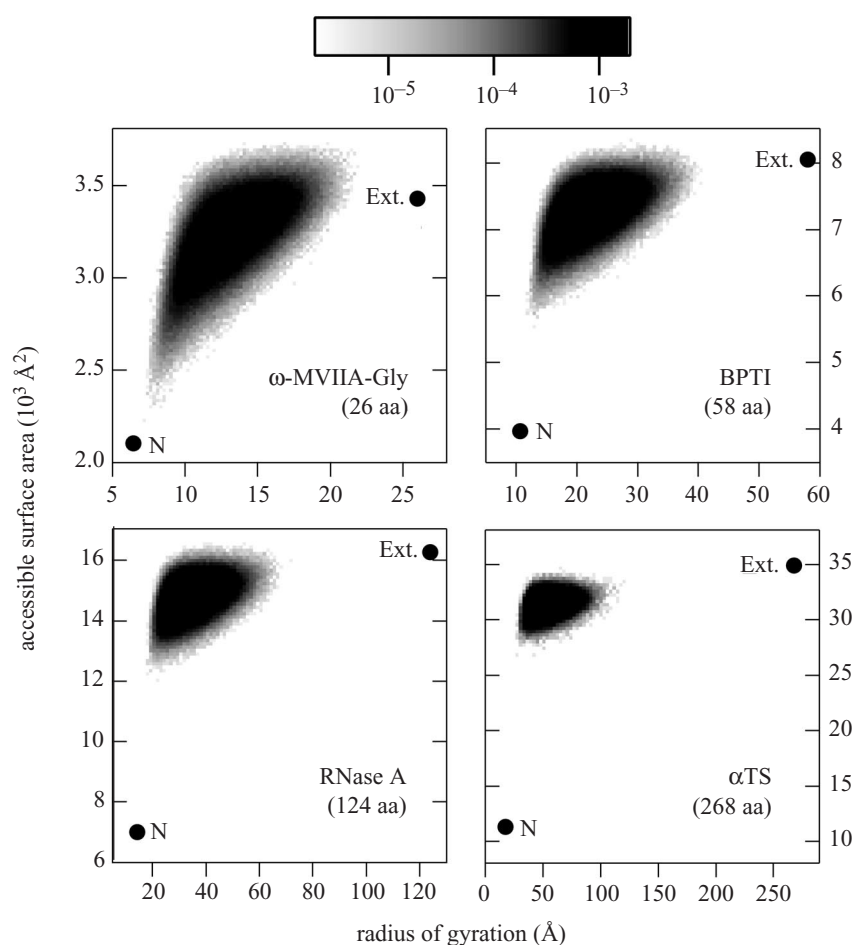 10⁻⁵ 10⁻⁴ 10⁻³
accessible surface area (10³ Å²)
3.5
3.0
2.5
2.0
5 10 15 20 25
Ext.
ω-MVIIA-Gly
(26 aa)
N
8
7
6
5
4
10 20 30 40 50 60
Ext.
BPTI
(58 aa)
N
16
14
12
10
8
6
20 40 60 80 100 120
Ext.
RNase A
(124 aa)
N
35
30
25
20
15
10
0 50 100 150 200 250
Ext.
αTS
(268 aa)
N
radius of gyration (Å)